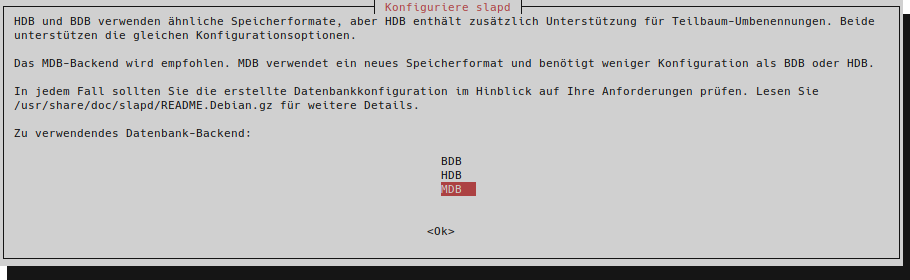 Konfiguriere slapd
HDB und BDB verwenden ähnliche Speicherformate, aber HDB enthält zusätzlich Unterstützung für Teilbaum-Umbenennungen. Beide
unterstützen die gleichen Konfigurationsoptionen.
Das MDB-Backend wird empfohlen. MDB verwendet ein neues Speicherformat und benötigt weniger Konfiguration als BDB oder HDB.
In jedem Fall sollten Sie die erstellte Datenbankkonfiguration im Hinblick auf Ihre Anforderungen prüfen. Lesen Sie
/usr/share/doc/slapd/README.Debian.gz für weitere Details.
Zu verwendendes Datenbank-Backend:
BDB
HDB
MDB
<Ok>